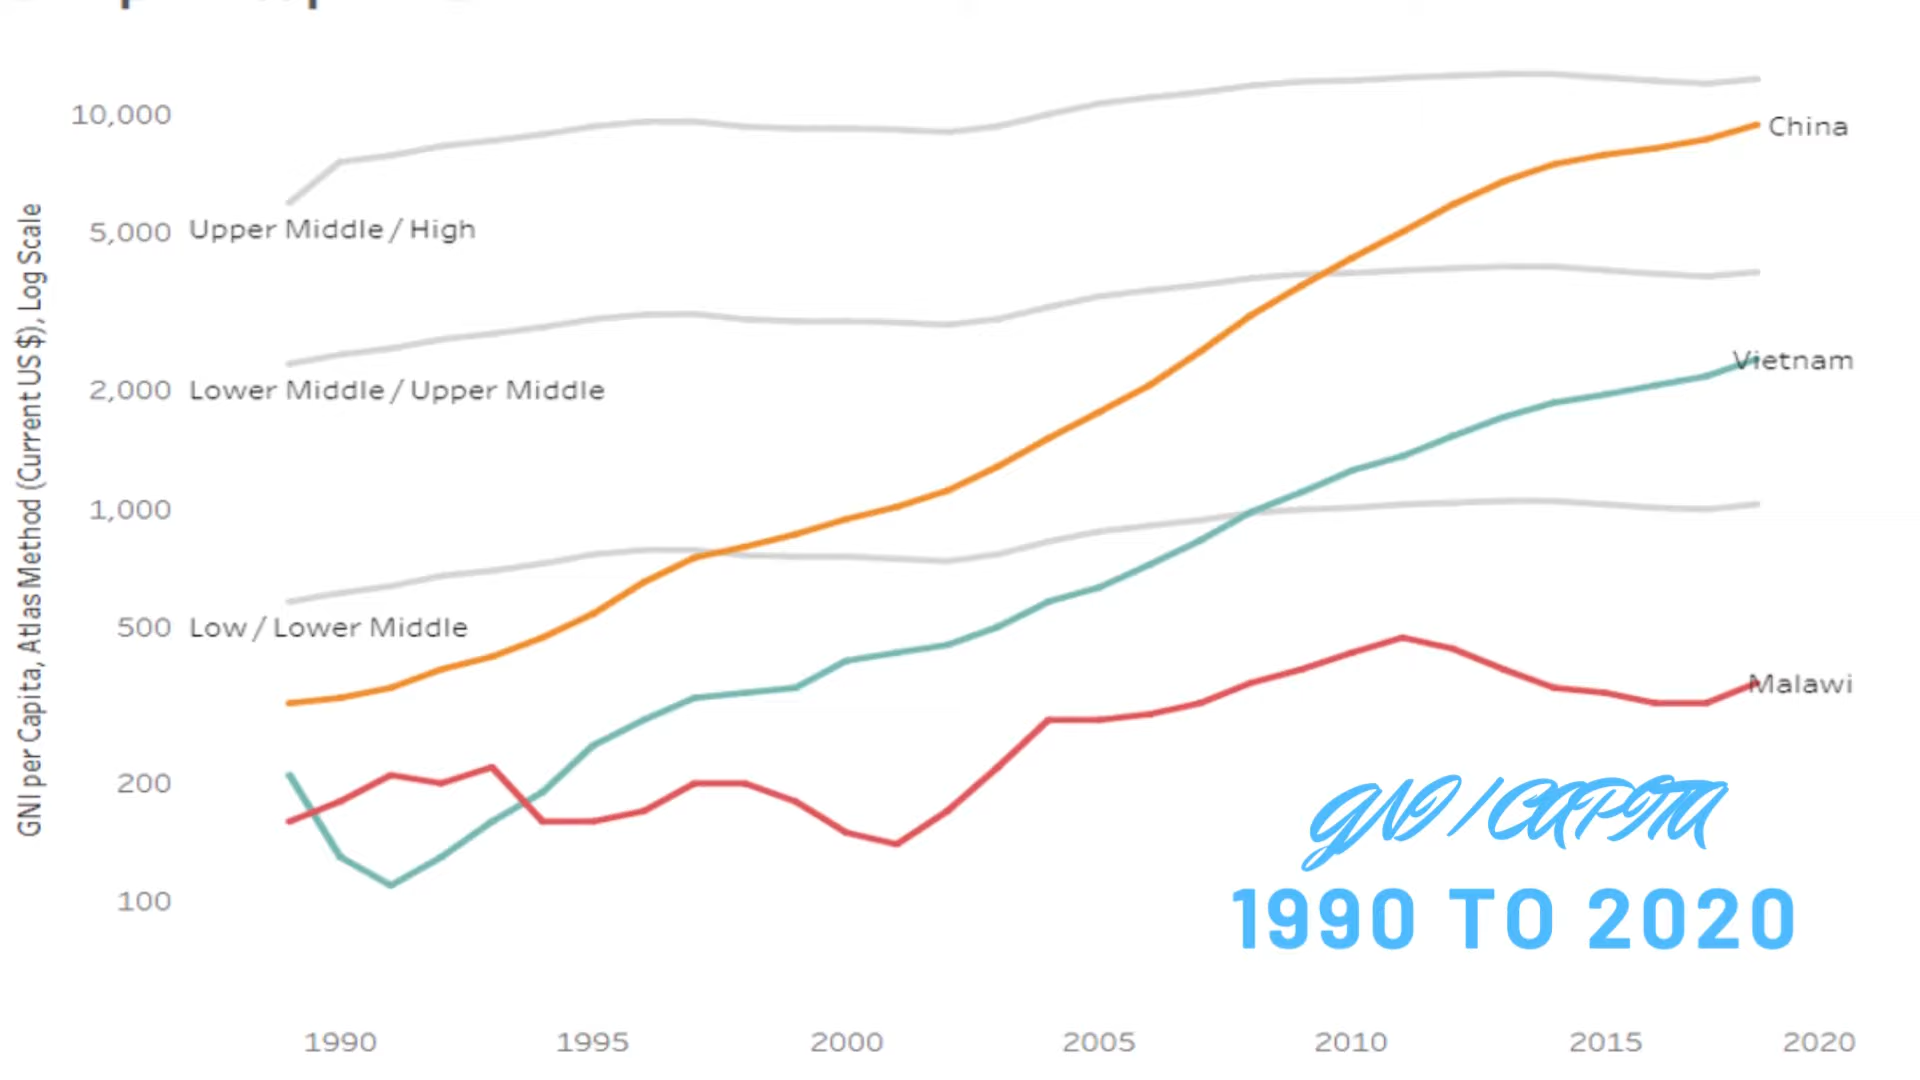 10,000
China
5,000
Upper Middle / High
Vietnam
2,000
Lower Middle / Upper Middle
1,000
500
Low / Lower Middle
Malawi
200
100
GNI per Capita, Atlas Method (Current US $), Log Scale
GNI / CAPITA
1990 TO 2020
1990
1995
2000
2005
2010
2015
2020